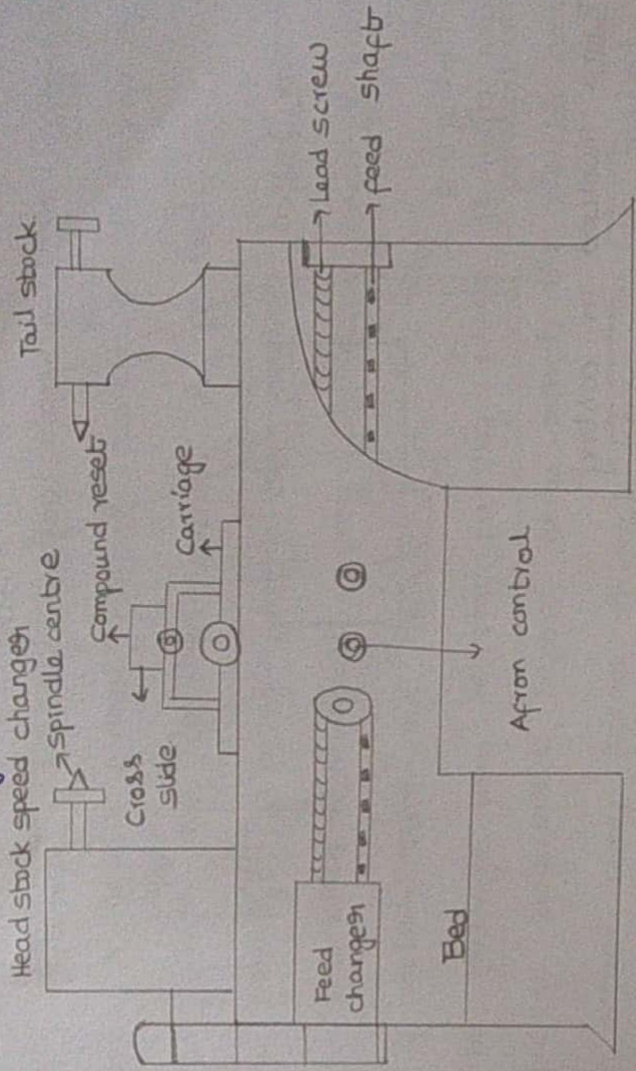 Head stock speed changer
Spindle centre
Tail stock
Compound reset
Cross
slide
Carriage
Lead screw
feed shaft
Feed
changer
Bed
Afron control